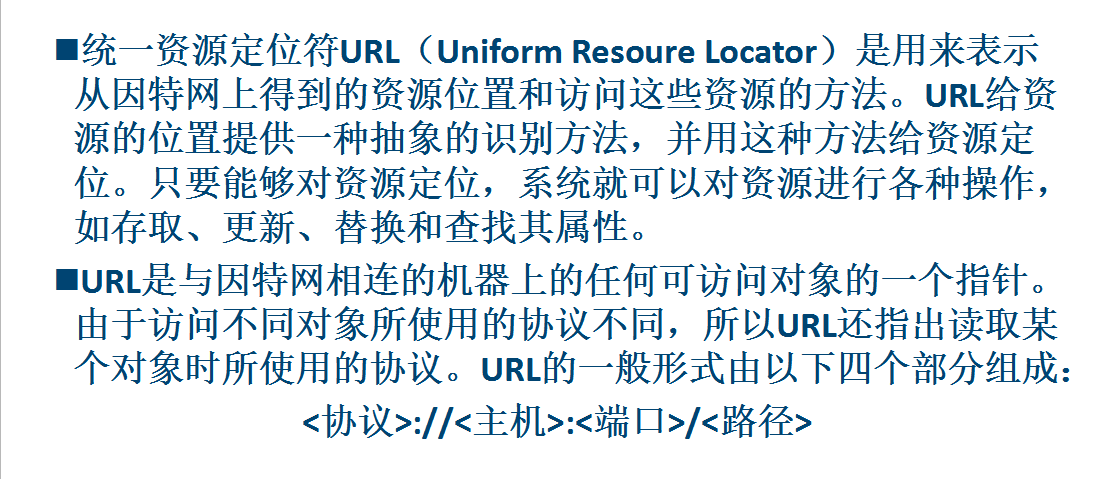 ■统一资源定位符URL（Uniform Resoure Locator）是用来表示
从因特网上得到的资源位置和访问这些资源的方法。URL给资
源的位置提供一种抽象的识别方法，并用这种方法给资源定
位。只要能够对资源定位，系统就可以对资源进行各种操作，
如存取、更新、替换和查找其属性。
■URL是与因特网相连的机器上的任何可访问对象的一个指针。
由于访问不同对象所使用的协议不同，所以URL还指出读取某
个对象时所使用的协议。URL的一般形式由以下四个部分组成：
<协议>://<主机>:<端口>/<路径>